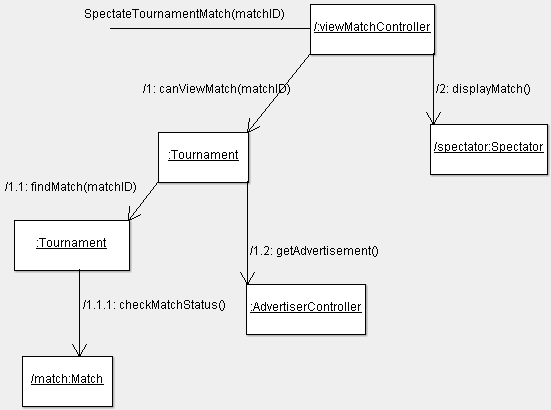 SpectateTournamentMatch(matchID)
/:viewMatchController
/1: canViewMatch(matchID)
/2: displayMatch()
:Tournament
/spectator:Spectator
/1.1: findMatch(matchID)
:Tournament
/1.2: getAdvertisement()
/1.1.1: checkMatchStatus()
:AdvertiserController
/match:Match